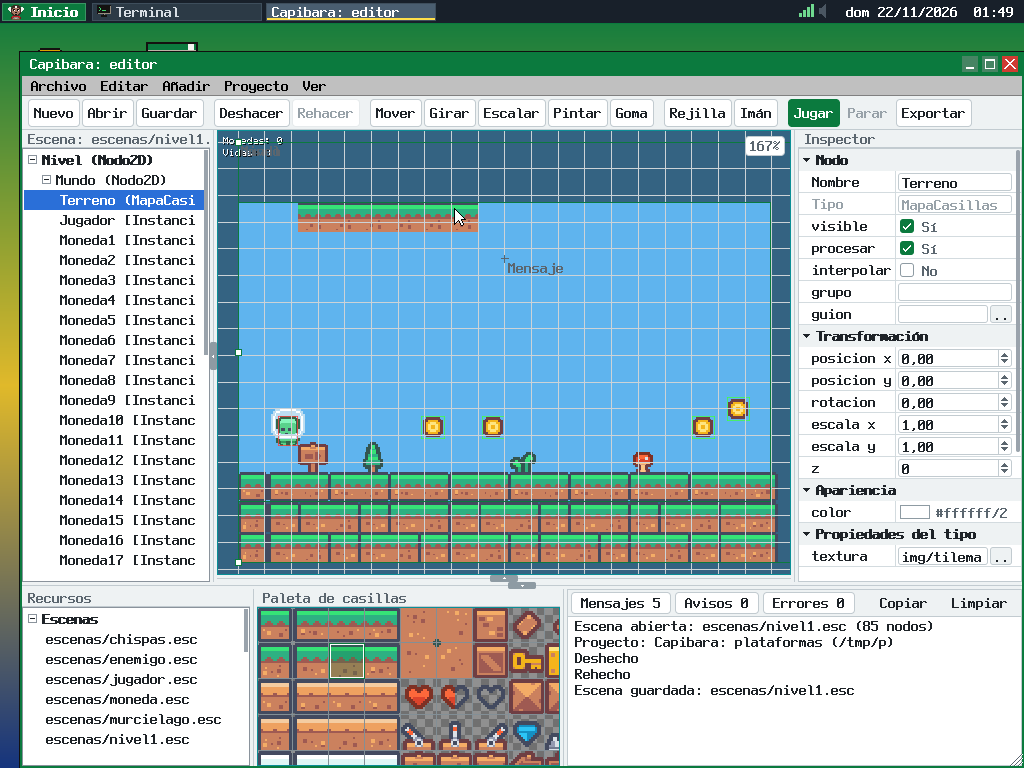 Inicio
Terminal
Capibara: editor
dom 22/11/2026 01:49
Capibara: editor
Archivo Editar Añadir Proyecto Ver
Nuevo Abrir Guardar Deshacer Rehacer Mover Girar Escalar Pintar Goma Rejilla Imán Jugar Parar Exportar
Escena: escenas/nivel1.
Nivel (Nodo2D)
Mundo (Nodo2D)
Terreno (MapaCasi
Jugador [Instanci
Moneda1 [Instanci
Moneda2 [Instanci
Moneda3 [Instanci
Moneda4 [Instanci
Moneda5 [Instanci
Moneda6 [Instanci
Moneda7 [Instanci
Moneda8 [Instanci
Moneda9 [Instanci
Moneda10 [Instanc
Moneda11 [Instanc
Moneda12 [Instanc
Moneda13 [Instanc
Moneda14 [Instanc
Moneda15 [Instanc
Moneda16 [Instanc
Moneda17 [Instanc
Monedas: 0
167%
Mensaje
Inspector
Nodo
Nombre Terreno
Tipo MapaCasillas
visible Sí
procesar Sí
interpolar No
grupo
guion ..
Transformación
posicion x 0,00
posicion y 0,00
rotacion 0,00
escala x 1,00
escala y 1,00
z 0
Apariencia
color #ffffff/2
Propiedades del tipo
textura img/tilema ..
Recursos
Escenas
escenas/chispas.esc
escenas/enemigo.esc
escenas/jugador.esc
escenas/moneda.esc
escenas/murcielago.esc
escenas/nivel1.esc
Paleta de casillas
Mensajes 5 Avisos 0 Errores 0 Copiar Limpiar
Escena abierta: escenas/nivel1.esc (85 nodos)
Proyecto: Capibara: plataformas (/tmp/p)
Deshecho
Rehecho
Escena guardada: escenas/nivel1.esc